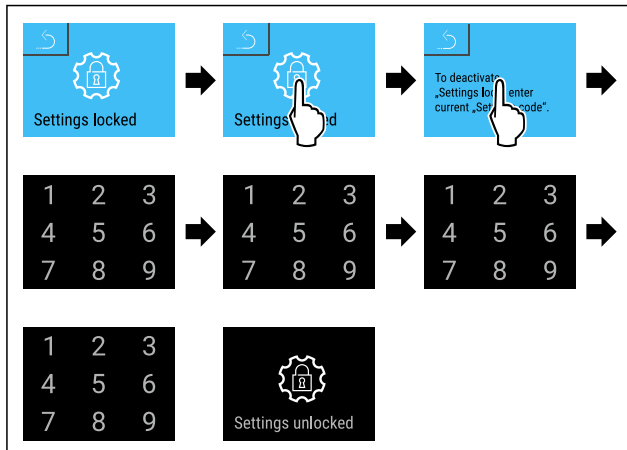 Settings locked
Settings
ed
To deactivate
„Settings lo
enter
current „Se
code".
1 2 3
4 5 6
7 8 9
1 2 3
4 5 6
7 8 9
1 2 3
4 5 6
7 8 9
1 2 3
4 5 6
7 8 9
Settings unlocked